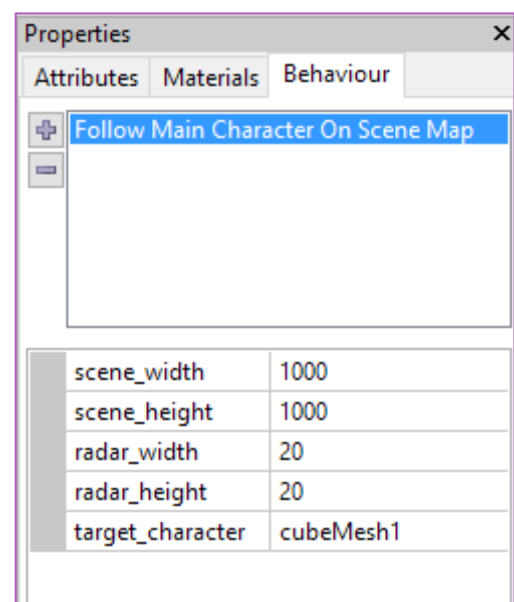 Properties
Attributes Materials Behaviour
Follow Main Character On Scene Map
scene_width 1000
scene_height 1000
radar_width 20
radar_height 20
target_character cubeMesh1